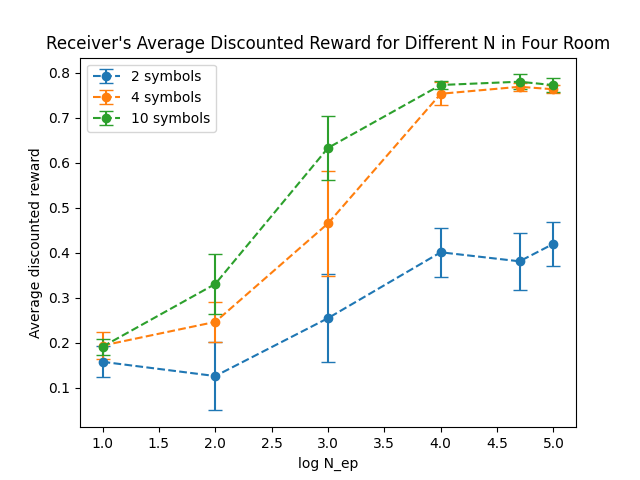 Receiver's Average Discounted Reward for Different N in Four Room
2 symbols
4 symbols
10 symbols
Average discounted reward
0.8
0.7
0.6
0.5
0.4
0.3
0.2
0.1
1.0 1.5 2.0 2.5 3.0 3.5 4.0 4.5 5.0
log N_ep